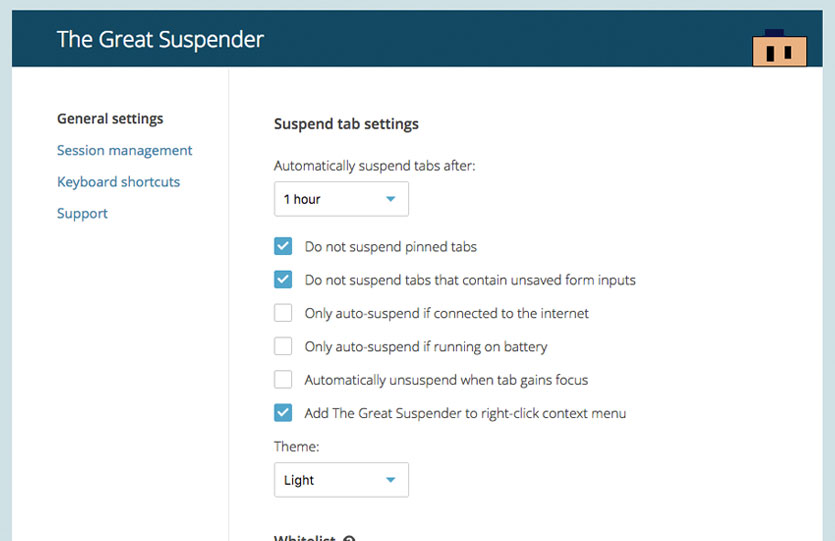 The Great Suspender
General settings
Session management
Keyboard shortcuts
Support
Suspend tab settings
Automatically suspend tabs after:
1 hour
Do not suspend pinned tabs
Do not suspend tabs that contain unsaved form inputs
Only auto-suspend if connected to the internet
Only auto-suspend if running on battery
Automatically unsuspend when tab gains focus
Add The Great Suspender to right-click context menu
Theme:
Light
Whitelist